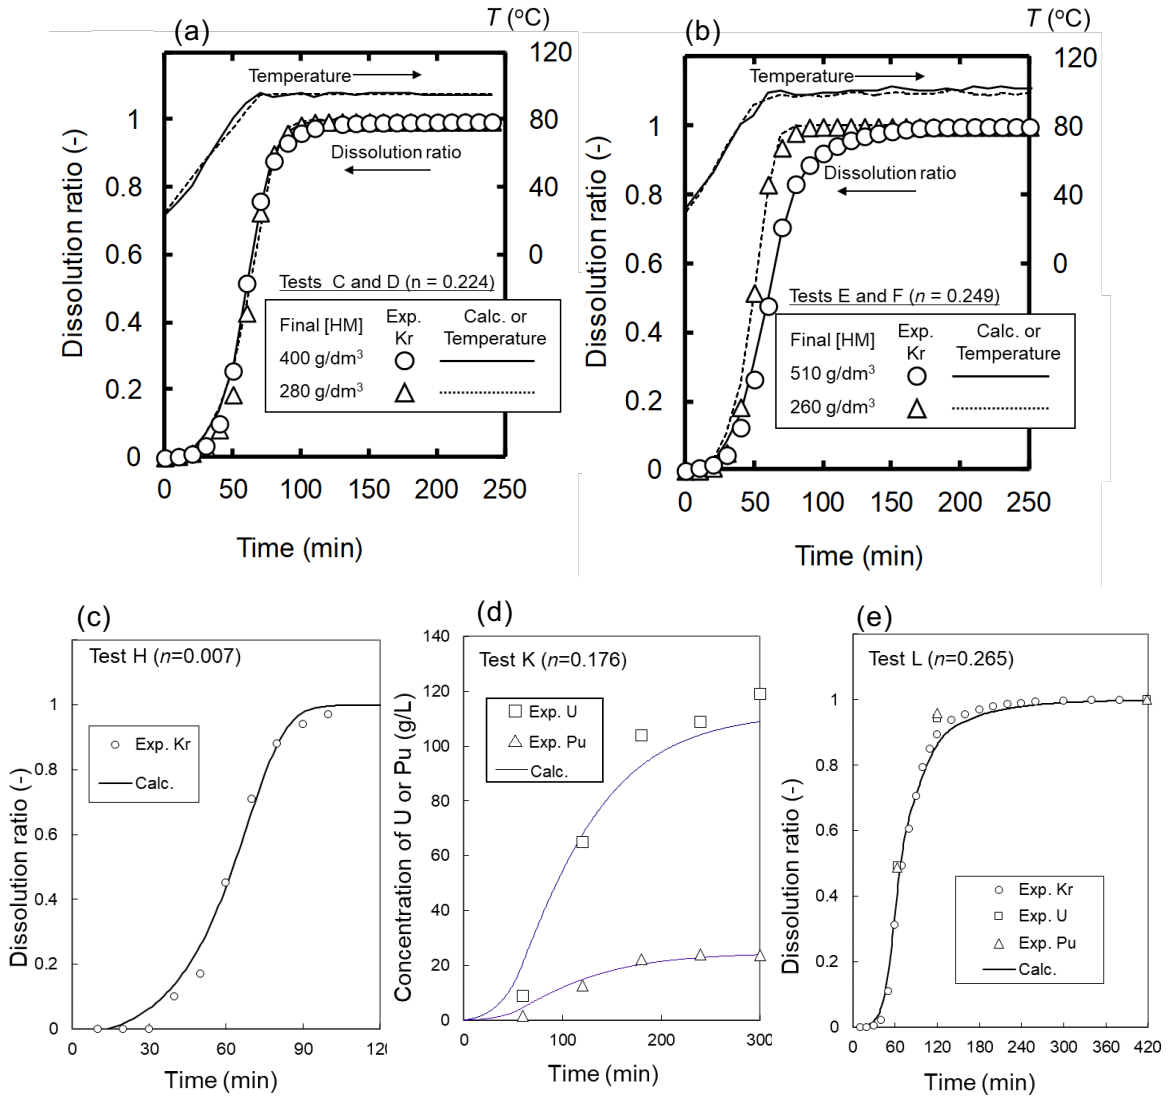 (a)
T (°C)
120
80
40
0
Temperature
Dissolution ratio
Dissolution ratio (-)
1
0.8
0.6
0.4
0.2
0
Tests C and D (n = 0.224)
Final [HM]
Exp. Kr
Calc. or Temperature
400 g/dm³
280 g/dm³
0
50
100
150
200
250
Time (min)
(b)
T (°C)
120
80
40
0
Temperature
Dissolution ratio
Dissolution ratio (-)
1
0.8
0.6
0.4
0.2
0
Tests E and F (n = 0.249)
Final [HM]
Exp. Kr
Calc. or Temperature
510 g/dm³
260 g/dm³
0
50
100
150
200
250
Time (min)
(c)
Test H (n=0.007)
Exp. Kr
Calc.
Dissolution ratio (-)
1
0.8
0.6
0.4
0.2
0
0
30
60
90
Time (min)
(d)
Test K (n=0.176)
Exp. U
Exp. Pu
Calc.
Concentration of U or Pu (g/L)
140
120
100
80
60
40
20
0
0
100
200
300
Time (min)
(e)
Test L (n=0.265)
Exp. Kr
Exp. U
Exp. Pu
Calc.
Dissolution ratio (-)
1
0.8
0.6
0.4
0.2
0
0
60
120
180
240
300
360
420
Time (min)